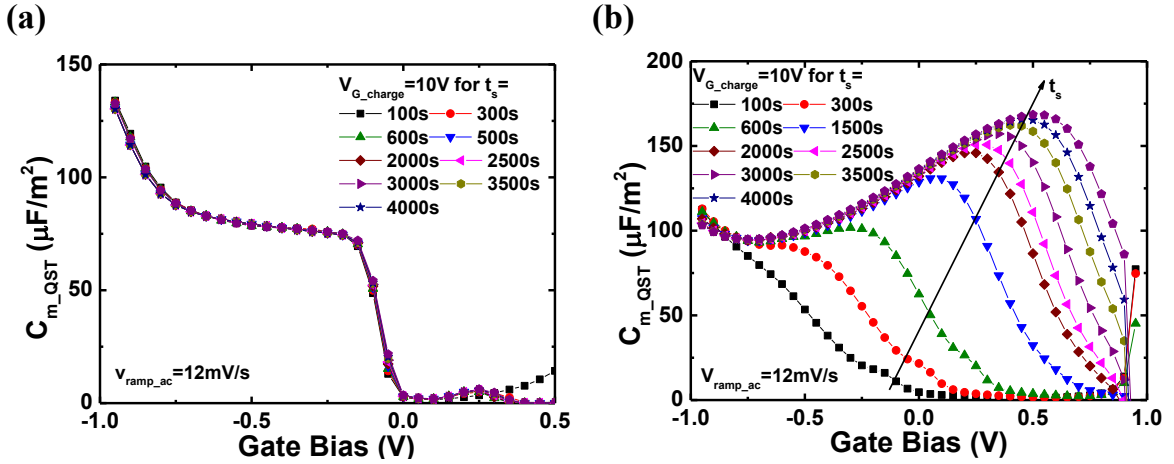 (a)
C_m_QST (μF/m²)
150
100
50
0
V_G_charge=10V for t_s=
100s 300s
600s 500s
2000s 2500s
3000s 3500s
4000s
V_ramp_ac=12mV/s
-1.0 -0.5 0.0 0.5
Gate Bias (V)
(b)
C_m_QST (μF/m²)
200
150
100
50
0
V_G_charge=10V for t_s=
100s 300s
600s 1500s
2000s 2500s
3000s 3500s
4000s
t_s
V_ramp_ac=12mV/s
-1.0 -0.5 0.0 0.5 1.0
Gate Bias (V)